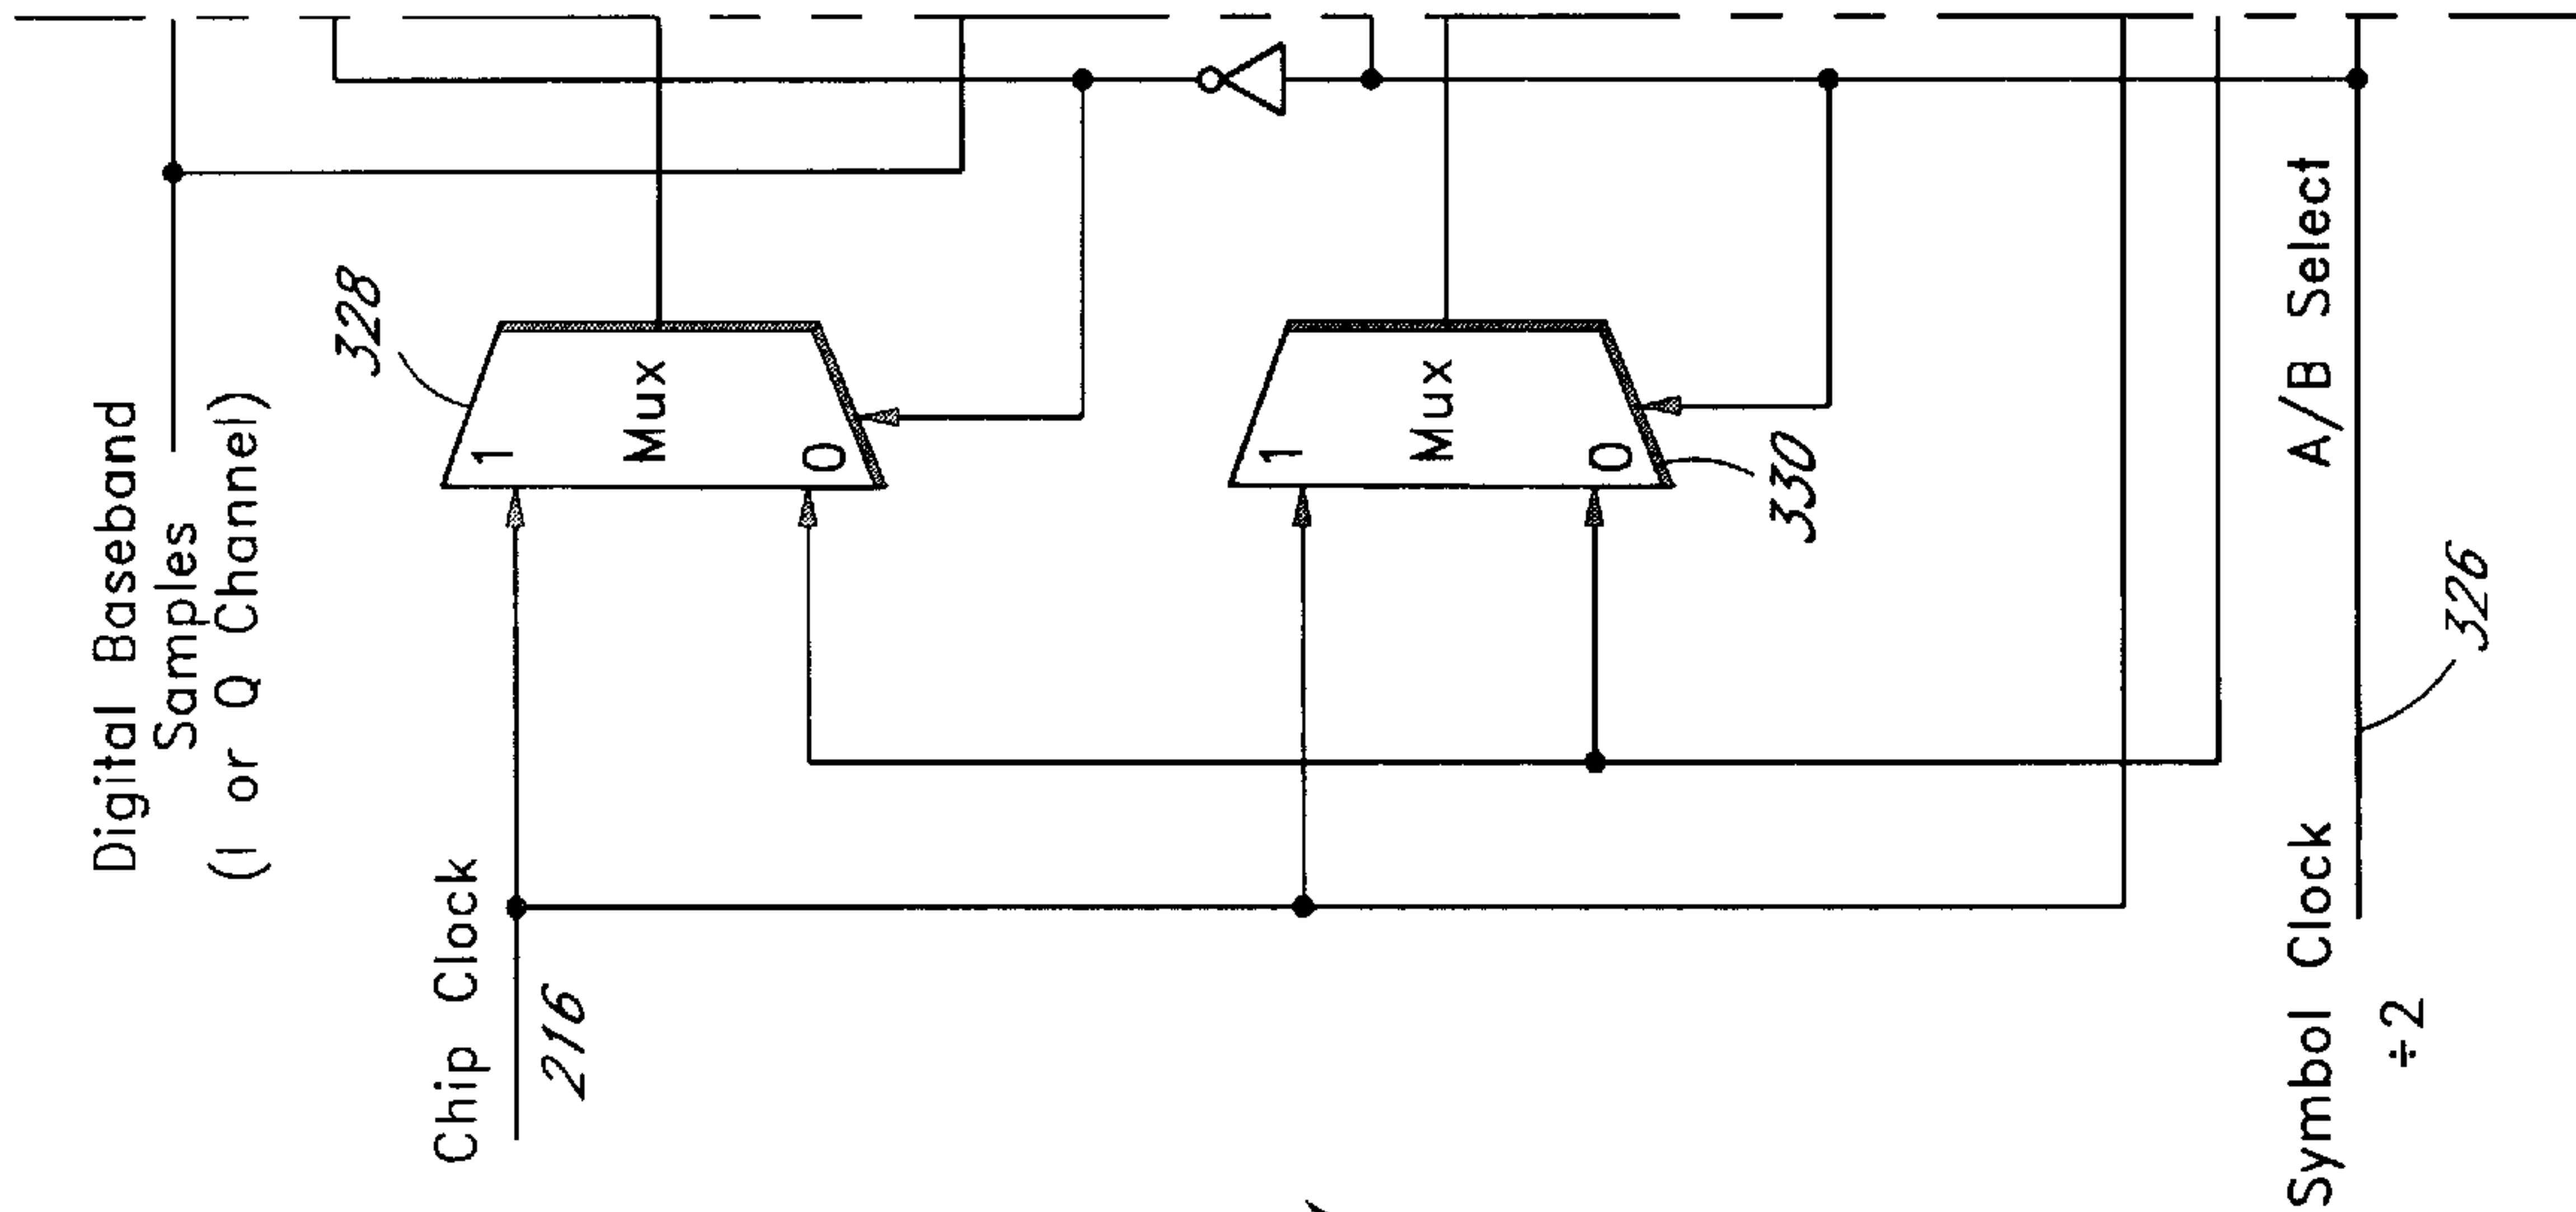 Digital Baseband
Samples
(I or Q Channel)
328
Chip Clock
216
1
Mux
0
1
Mux
0
330
Symbol Clock
÷2
A/B Select
326